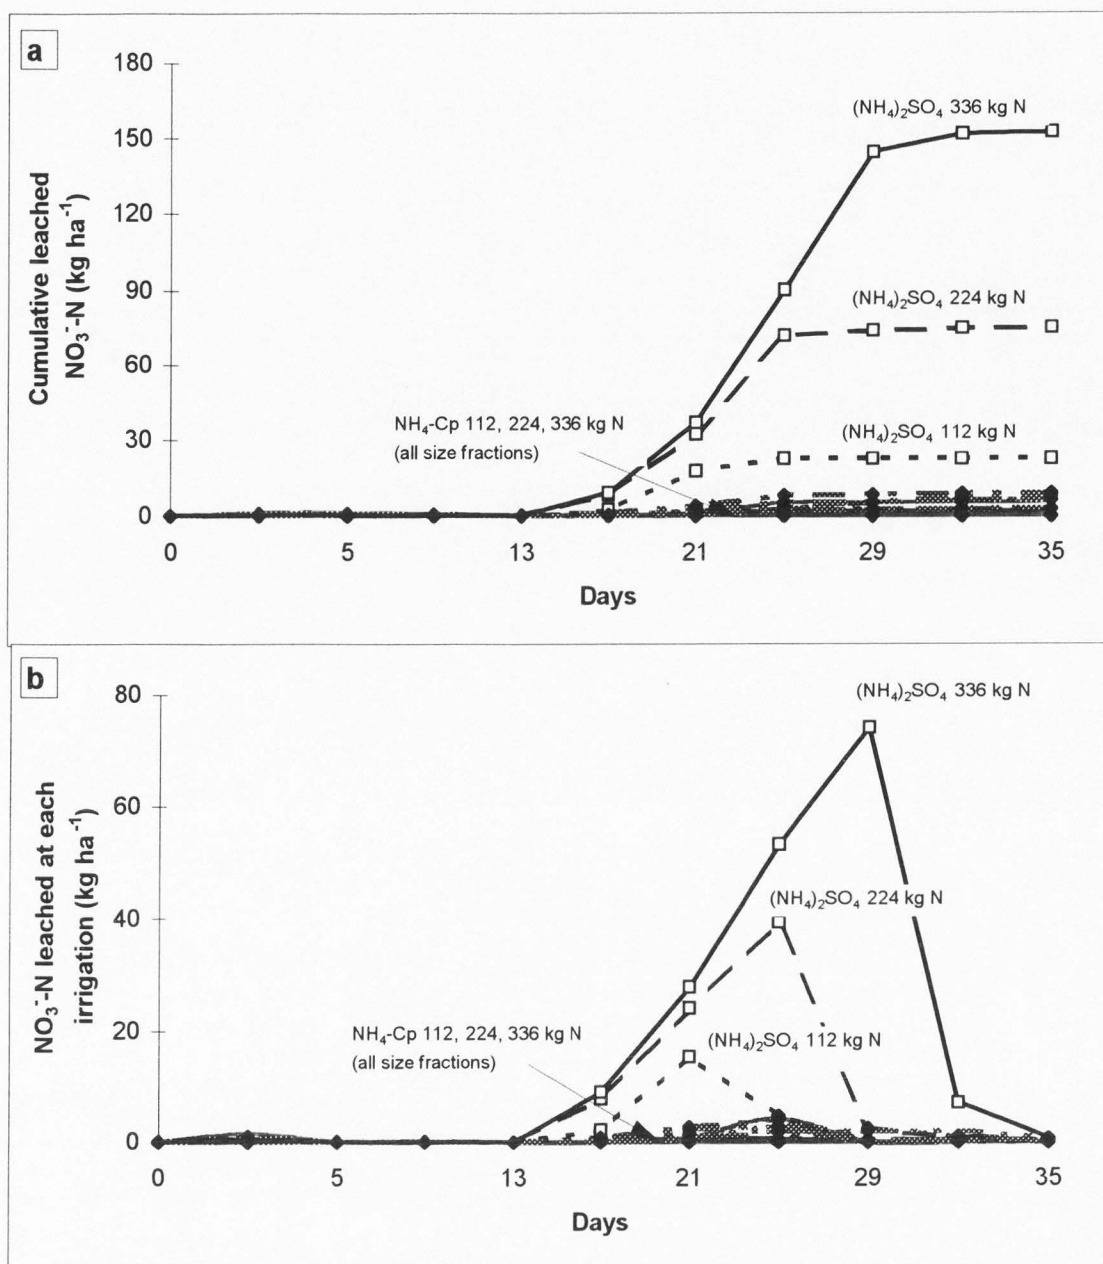 a
180
150
120
90
60
30
0
Cumulative leached
NO₃⁻-N (kg ha⁻¹)
(NH₄)₂SO₄ 336 kg N
(NH₄)₂SO₄ 224 kg N
NH₄-Cp 112, 224, 336 kg N
(all size fractions)
(NH₄)₂SO₄ 112 kg N
0 5 13 21 29 35
Days
b
80
60
40
20
0
NO₃⁻-N leached at each
irrigation (kg ha⁻¹)
(NH₄)₂SO₄ 336 kg N
(NH₄)₂SO₄ 224 kg N
NH₄-Cp 112, 224, 336 kg N
(all size fractions)
(NH₄)₂SO₄ 112 kg N
0 5 13 21 29 35
Days